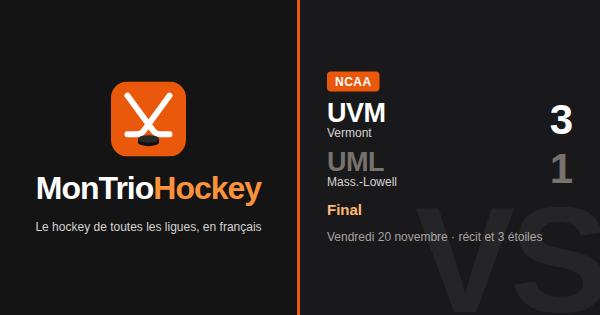 MonTrioHockey
Le hockey de toutes les ligues, en français
NCAA
UVM 3
Vermont
UML 1
Mass.-Lowell
Final
Vendredi 20 novembre · récit et 3 étoiles
VS